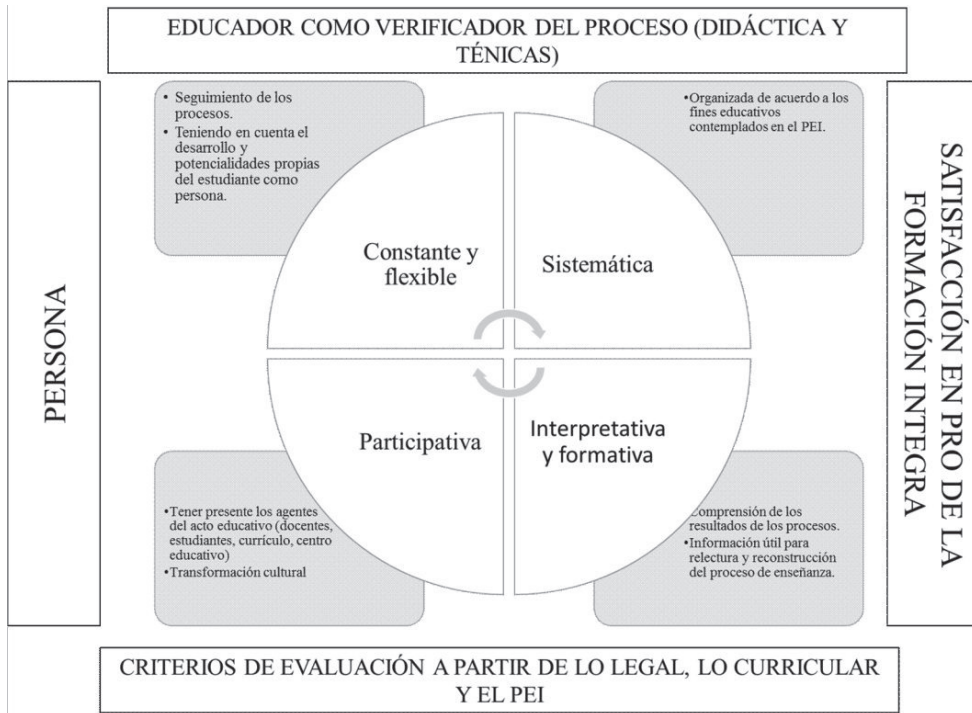 EDUCADOR COMO VERIFICADOR DEL PROCESO (DIDÁCTICA Y
TÉNICAS)
PERSONA
• Seguimiento de los
procesos.
• Teniendo en cuenta el
desarrollo y
potencialidades propias
del estudiante como
persona.
•Organizada de acuerdo a los
fines educativos
contemplados en el PEI.
Constante y
flexible
Sistemática
Participativa
Interpretativa
y formativa
•Tener presente los agentes
del acto educativo (docentes,
estudiantes, currículo, centro
educativo)
•Transformación cultural
Comprensión de los
resultados de los procesos.
•Información útil para
relectura y reconstrucción
del proceso de enseñanza.
SATISFACCIÓN EN PRO DE LA
FORMACIÓN INTEGRA
CRITERIOS DE EVALUACIÓN A PARTIR DE LO LEGAL, LO CURRICULAR
Y EL PEI